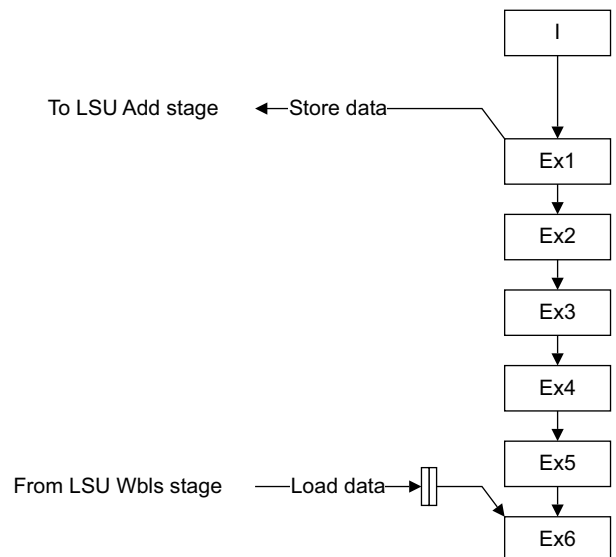 I
To LSU Add stage
Store data
Ex1
Ex2
Ex3
Ex4
Ex5
From LSU Wbls stage
Load data
Ex6